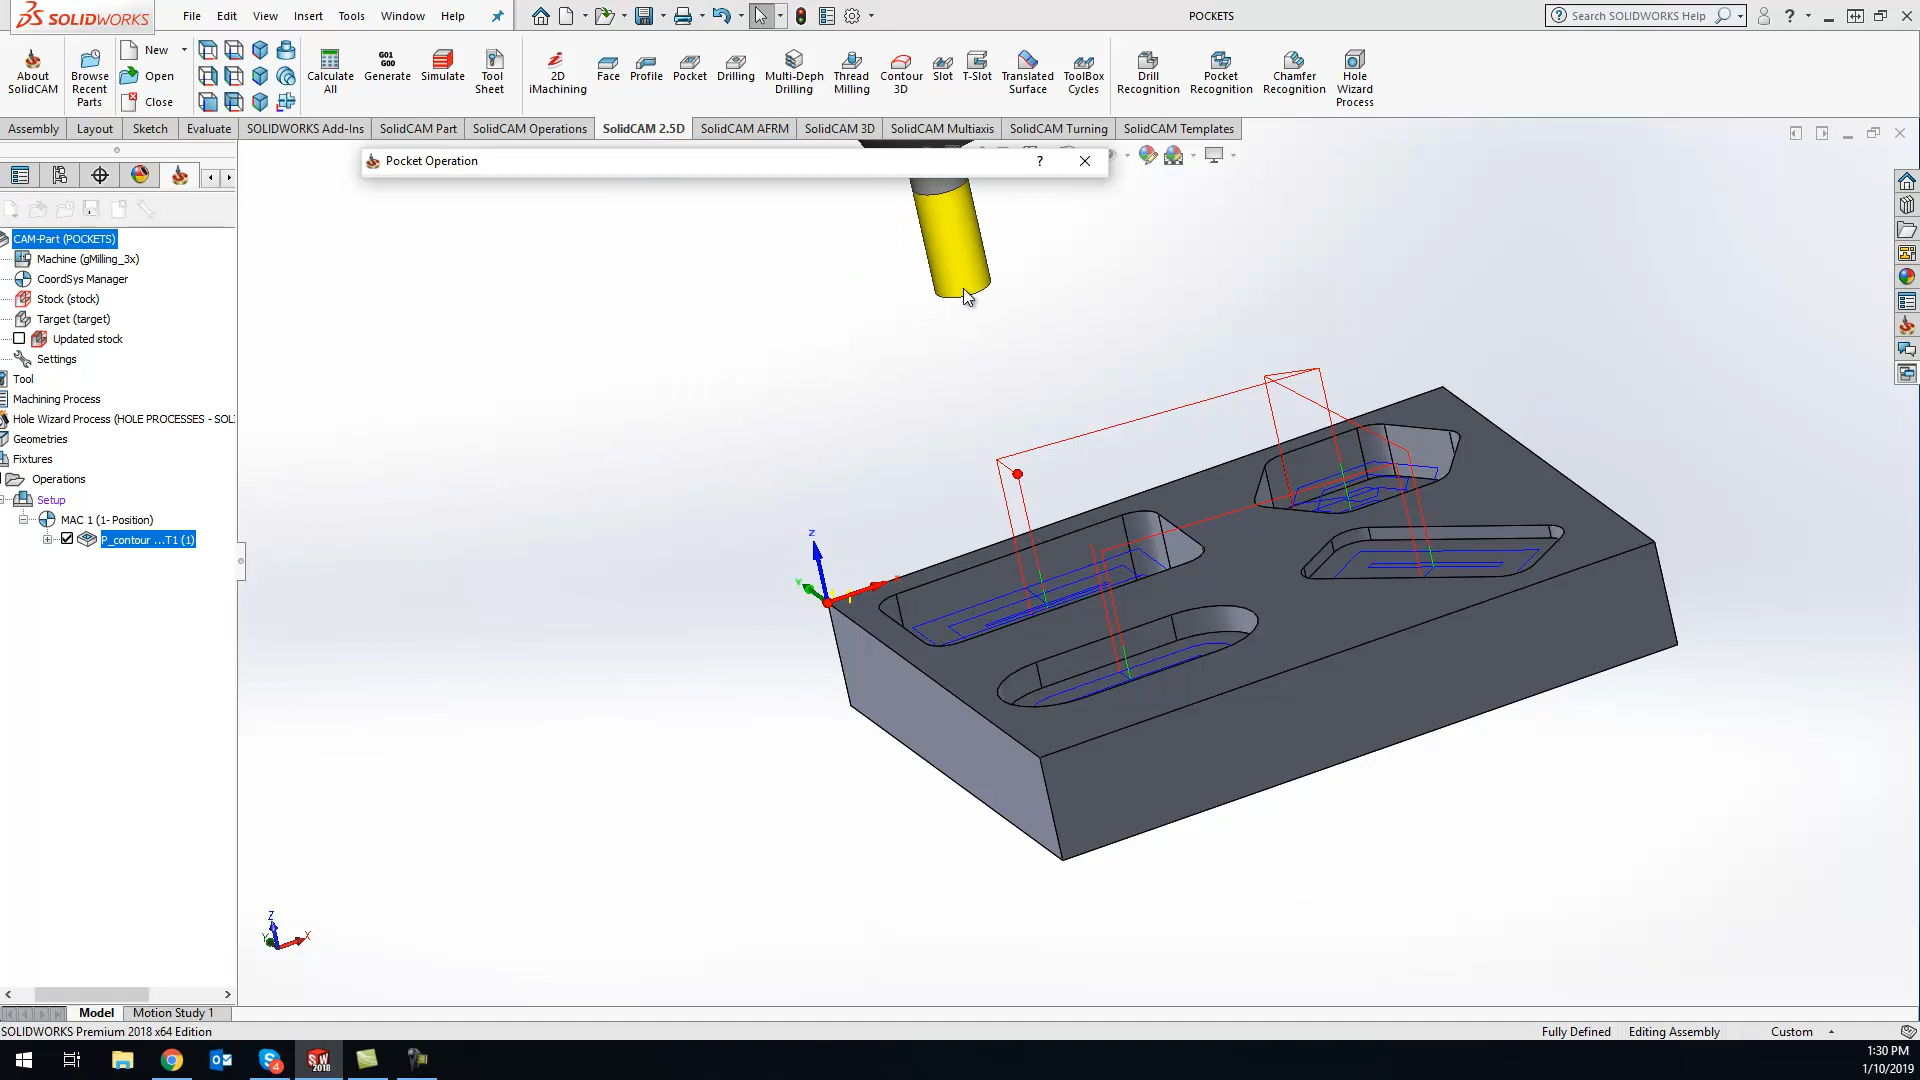 SOLIDWORKS File Edit View Insert Tools Window Help POCKETS Search SOLIDWORKS Help ?
About SolidCAM
Browse Recent Parts
New
Open
Close
Calculate All
G01 G00
Generate
Simulate
Tool Sheet
2D iMachining
Face
Profile
Pocket
Drilling
Multi-Deph Drilling
Thread Milling
Contour 3D
Slot
T-Slot
Translated Surface
ToolBox Cycles
Drill Recognition
Pocket Recognition
Chamfer Recognition
Hole Wizard Process
Assembly Layout Sketch Evaluate SOLIDWORKS Add-Ins SolidCAM Part SolidCAM Operations SolidCAM 2.5D SolidCAM AFRM SolidCAM 3D SolidCAM Multiaxis SolidCAM Turning SolidCAM Templates
Pocket Operation ?
CAM-Part (POCKETS)
Machine (gMilling_3x)
CoordSys Manager
Stock (stock)
Target (target)
Updated stock
Settings
Tool
Machining Process
Hole Wizard Process (HOLE PROCESSES - SOL
Geometries
Fixtures
Operations
Setup
MAC 1 (1- Position)
P_contour ...T1 (1)
Z
Z
Y
X
Model Motion Study 1
SOLIDWORKS Premium 2018 x64 Edition Fully Defined Editing Assembly Custom
4
SW 2018
1:30 PM
1/10/2019